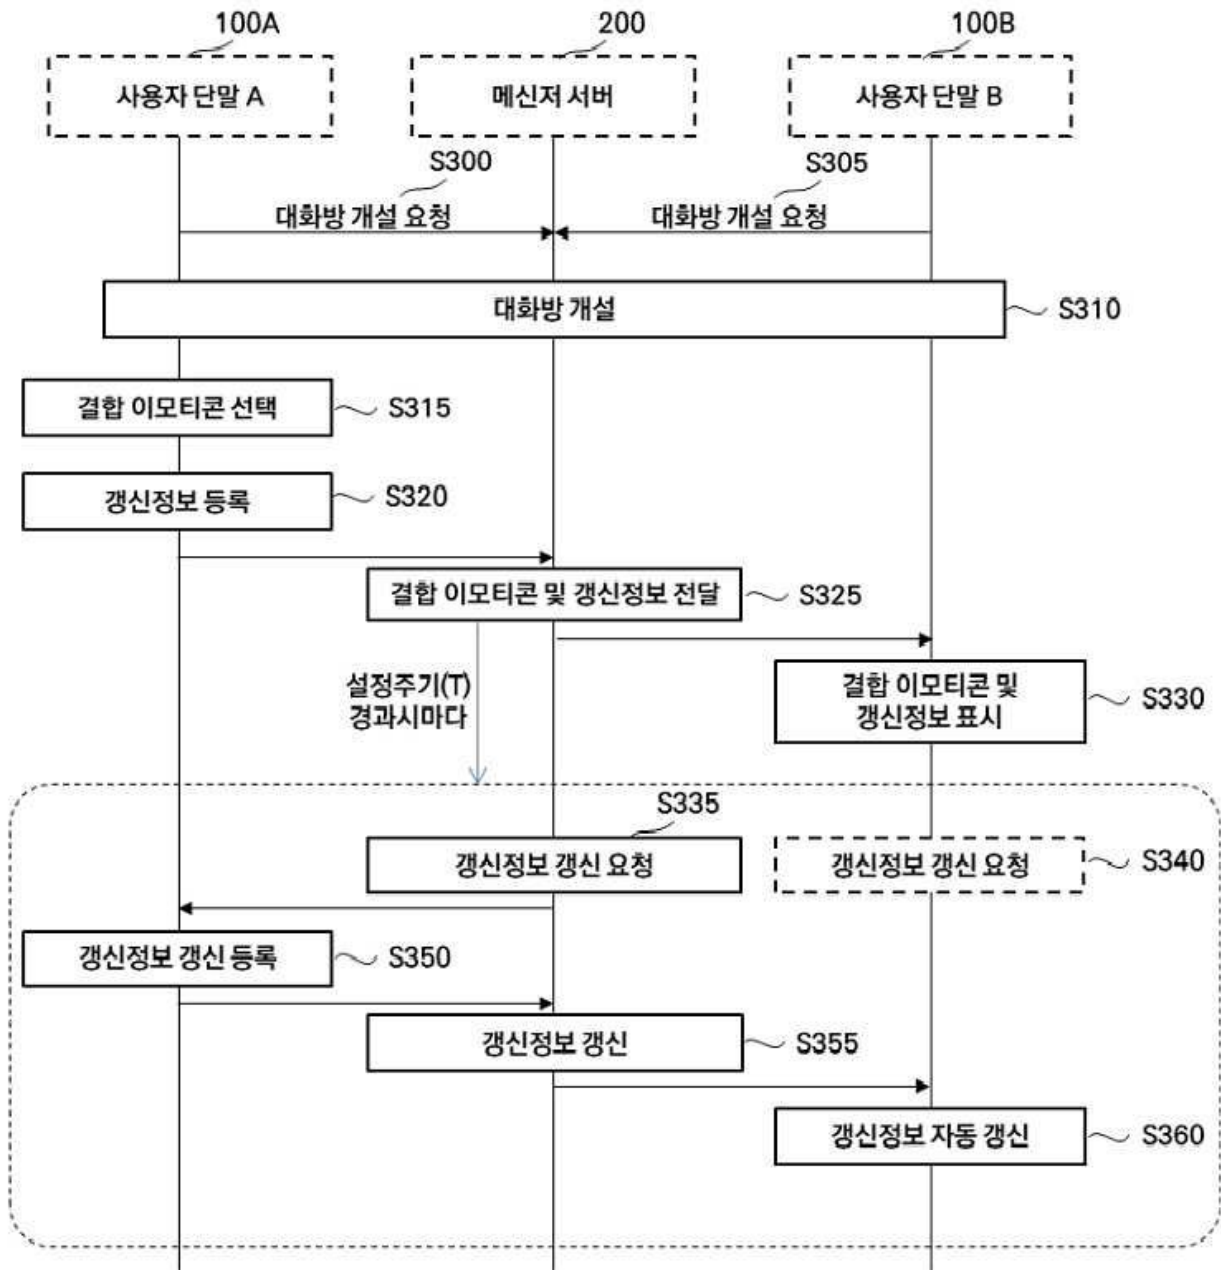 100A
200
100B
사용자 단말 A
메신저 서버
사용자 단말 B
S300
S305
대화방 개설 요청
대화방 개설 요청
대화방 개설
S310
결합 이모티콘 선택
S315
갱신정보 등록
S320
결합 이모티콘 및 갱신정보 전달
S325
설정주기(T)
경과시마다
결합 이모티콘 및
갱신정보 표시
S330
S335
갱신정보 갱신 요청
갱신정보 갱신 요청
S340
갱신정보 갱신 등록
S350
갱신정보 갱신
S355
갱신정보 자동 갱신
S360